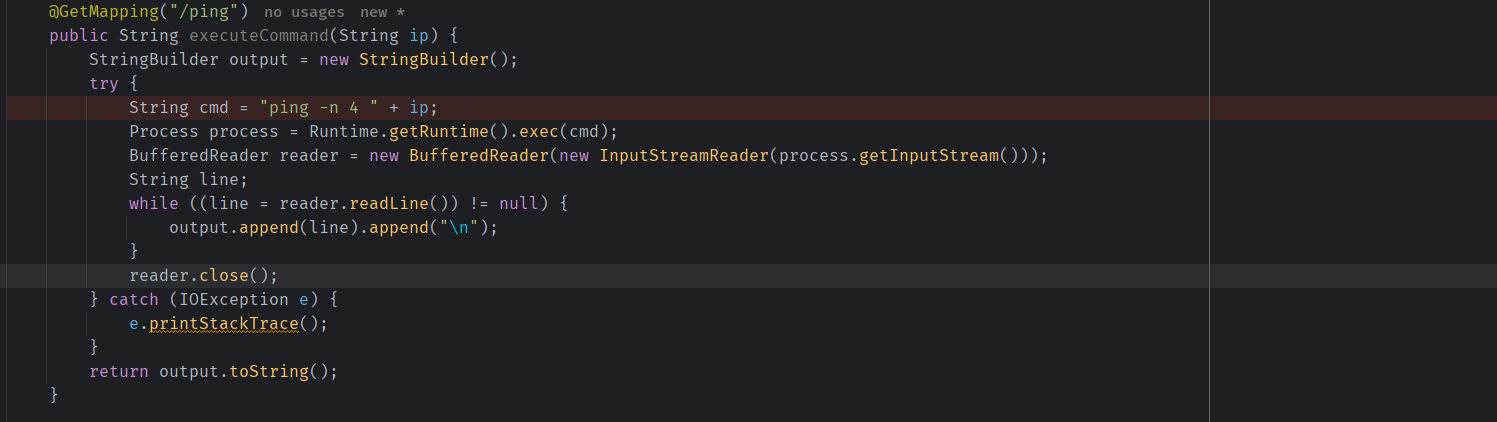 @GetMapping("/ping") no usages new *
public String executeCommand(String ip) {
StringBuilder output = new StringBuilder();
try {
String cmd = "ping -n 4 " + ip;
Process process = Runtime.getRuntime().exec(cmd);
BufferedReader reader = new BufferedReader(new InputStreamReader(process.getInputStream()));
String line;
while ((line = reader.readLine()) != null) {
output.append(line).append("\n");
}
reader.close();
} catch (IOException e) {
e.printStackTrace();
}
return output.toString();
}